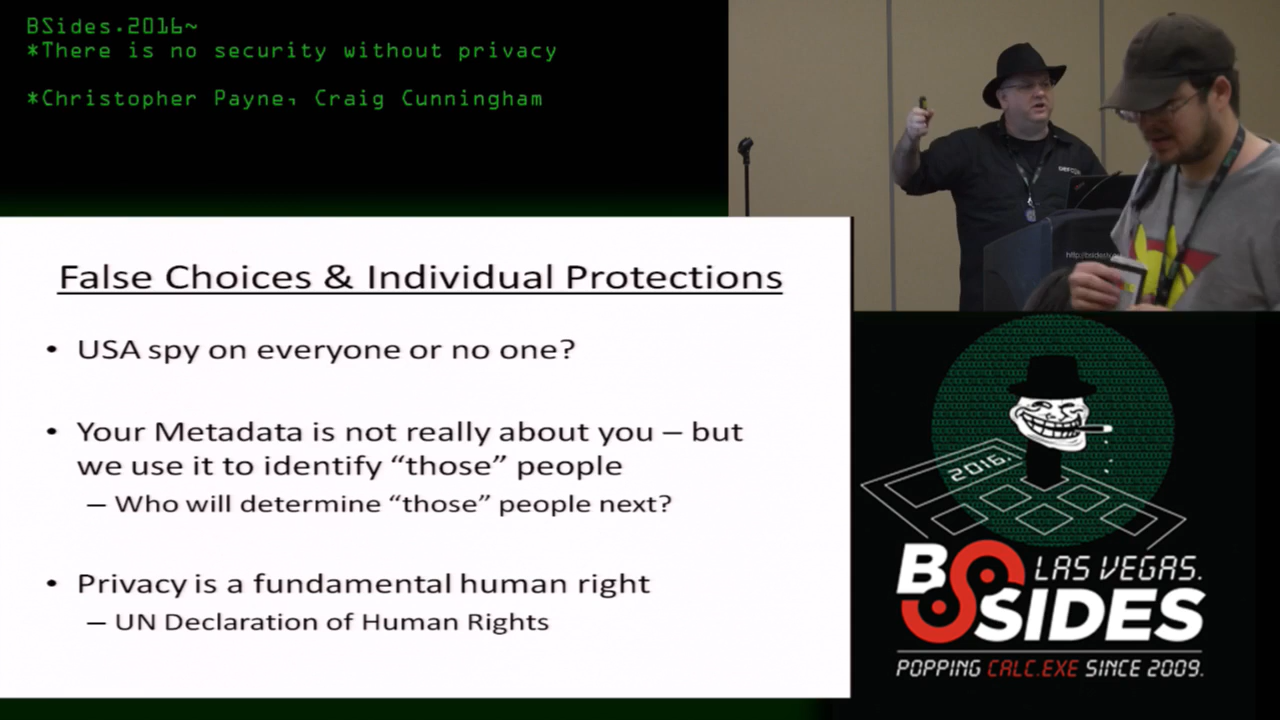 BSides.2016~
*There is no security without privacy
*Christopher Payne, Craig Cunningham
DEFCON
False Choices & Individual Protections
• USA spy on everyone or no one?
• Your Metadata is not really about you – but
we use it to identify “those” people
– Who will determine “those” people next?
• Privacy is a fundamental human right
– UN Declaration of Human Rights
2016.
BSIDES
LAS VEGAS.
POPPING CALC.EXE SINCE 2009.